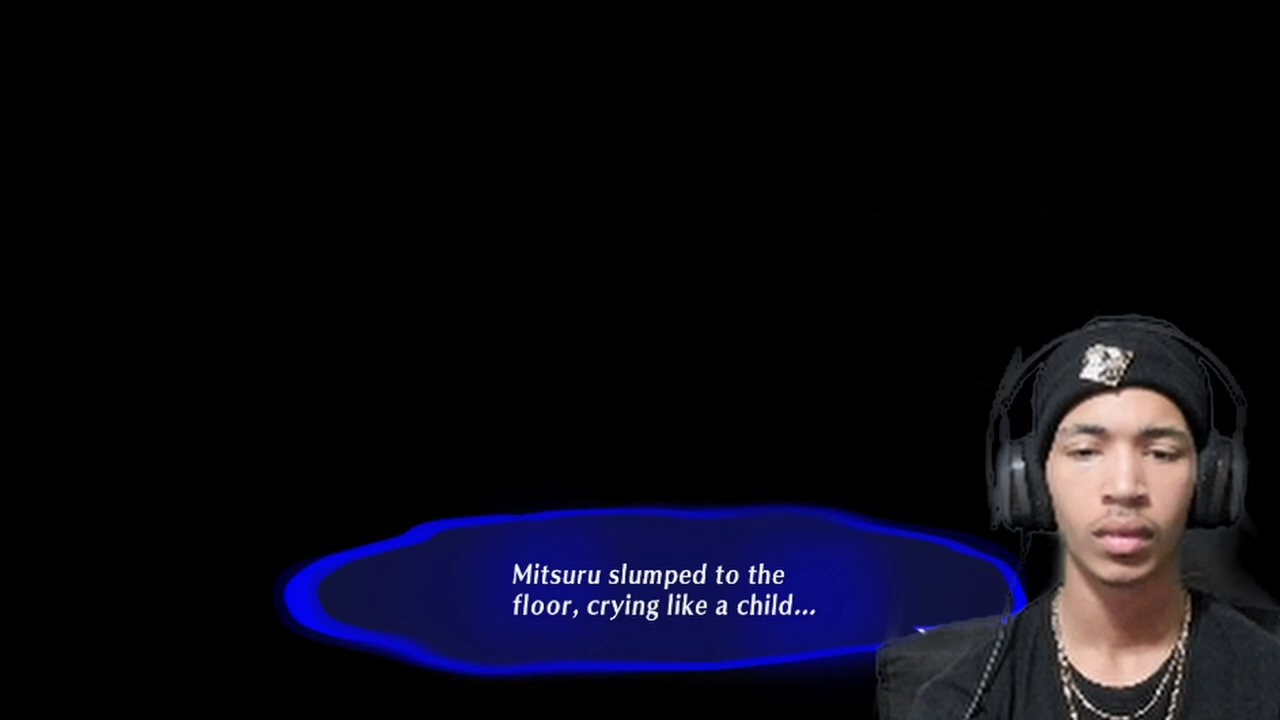 Mitsuru slumped to the
floor, crying like a child...